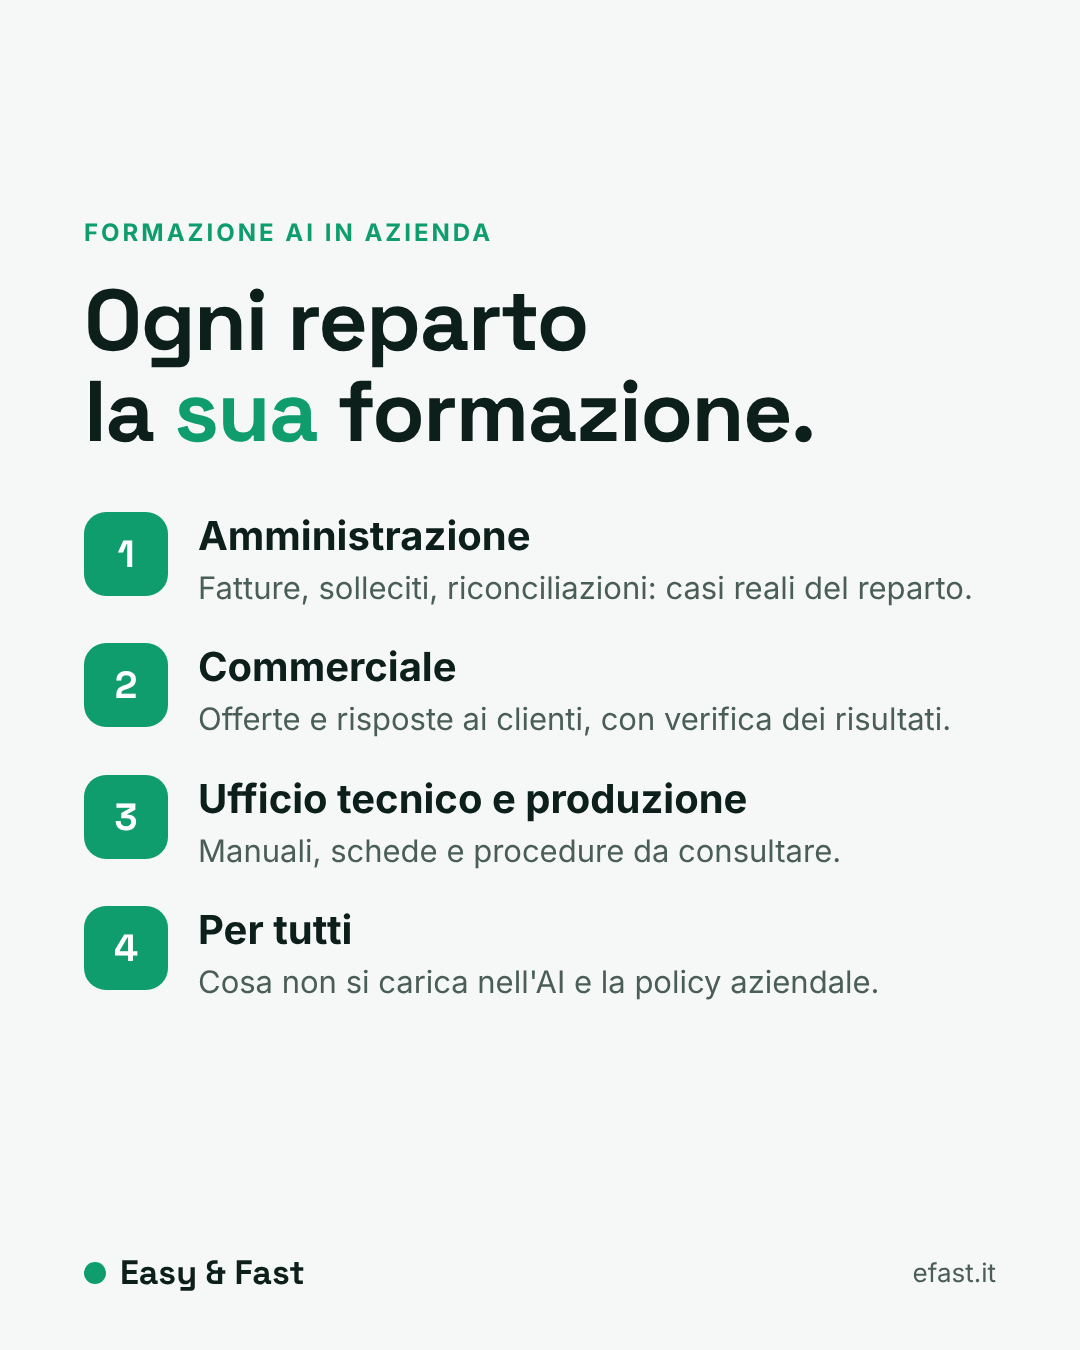 FORMAZIONE AI IN AZIENDA
Ogni reparto
la sua formazione.
1
Amministrazione
Fatture, solleciti, riconciliazioni: casi reali del reparto.
2
Commerciale
Offerte e risposte ai clienti, con verifica dei risultati.
3
Ufficio tecnico e produzione
Manuali, schede e procedure da consultare.
4
Per tutti
Cosa non si carica nell'AI e la policy aziendale.
Easy & Fast
efast.it